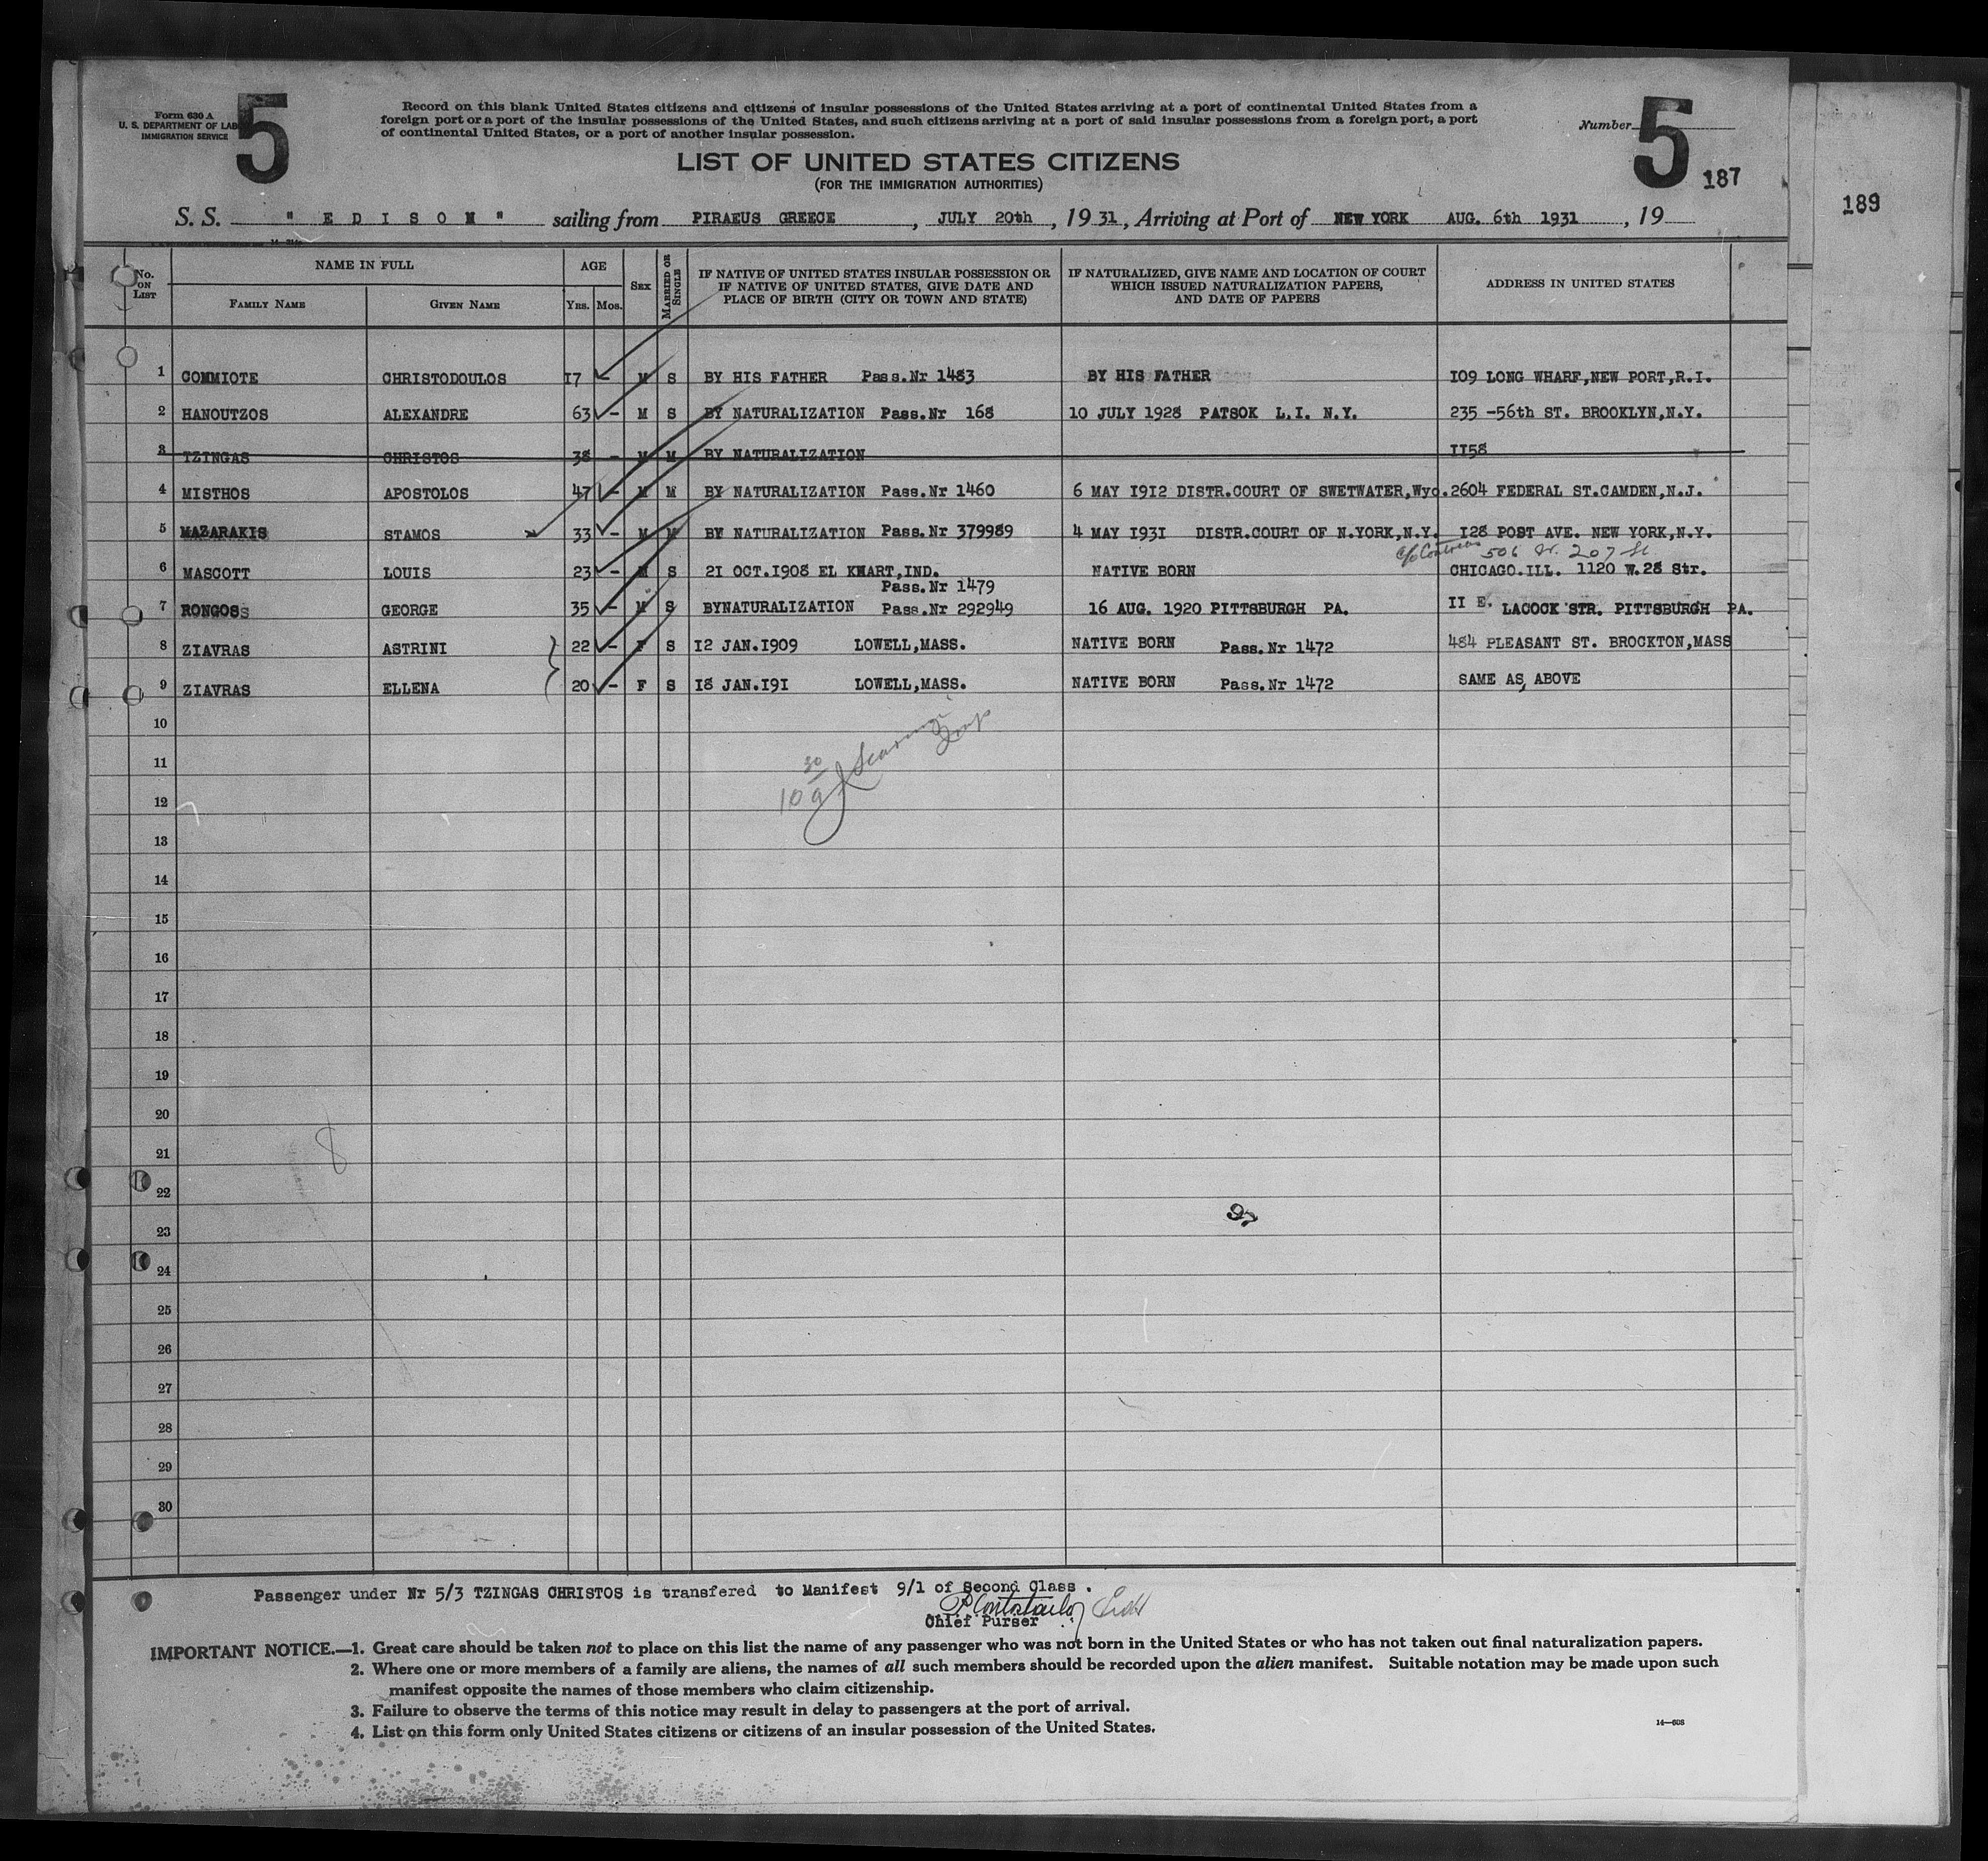 Form 630 A
U. S. DEPARTMENT OF LAB
IMMIGRATION SERVICE
5
Record on this blank United States citizens and citizens of insular possessions of the United States arriving at a port of continental United States from a
foreign port or a port of the insular possessions of the United States, and such citizens arriving at a port of said insular possessions from a foreign port, a port
of continental United States, or a port of another insular possession.
Number 5 187
189
LIST OF UNITED STATES CITIZENS
(FOR THE IMMIGRATION AUTHORITIES)
S. S. " E D I S O N " sailing from PIRAEUS GREECE, JULY 20th, 19 31, Arriving at Port of NEW YORK AUG. 6th 1931, 19
No. ON LIST NAME IN FULL FAMILY NAME GIVEN NAME AGE YRS. MOS. SEX MARRIED OR SINGLE IF NATIVE OF UNITED STATES INSULAR POSSESSION OR IF NATIVE OF UNITED STATES, GIVE DATE AND PLACE OF BIRTH (CITY OR TOWN AND STATE) IF NATURALIZED, GIVE NAME AND LOCATION OF COURT WHICH ISSUED NATURALIZATION PAPERS, AND DATE OF PAPERS ADDRESS IN UNITED STATES
1 COMMIOTE CHRISTODOULOS I7 - M S BY HIS FATHER Pass.Nr 1483 BY HIS FATHER I09 LONG WHARF,NEW PORT,R.I.
2 HANOUTZOS ALEXANDRE 63 - M S BY NATURALIZATION Pass.Nr 168 10 JULY 1928 PATSOK L.I. N.Y. 235 -56th ST. BROOKLYN,N.Y.
3 TZINGAS CHRISTOS 38 - M M BY NATURALIZATION II58
4 MISTHOS APOSTOLOS 47 - M M BY NATURALIZATION Pass.Nr 1460 6 MAY I9I2 DISTR.COURT OF SWETWATER,Wyo. 2604 FEDERAL ST.CAMDEN,N.J.
5 MAZARAKIS STAMOS 33 - M M BY NATURALIZATION Pass.Nr 379989 4 MAY I93I DISTR.COURT OF N.YORK,N.Y. I28 POST AVE. NEW YORK,N.Y.
506 W. 207 St.
6 MASCOTT LOUIS 23 - M S 2I OCT.I908 EL KHART,IND. NATIVE BORN CHICAGO.ILL. 1120 W.28 Str.
Pass.Nr 1479
7 RONGOS GEORGE 35 - M S BYNATURALIZATION Pass.Nr 292949 16 AUG. 1920 PITTSBURGH PA. II E. LACOCK STR. PITTSBURGH PA.
8 ZIAVRAS ASTRINI 22 - F S I2 JAN.I909 LOWELL,MASS. NATIVE BORN Pass.Nr 1472 484 PLEASANT ST. BROCKTON,MASS
9 ZIAVRAS ELLENA 20 - F S I8 JAN.I9I LOWELL,MASS. NATIVE BORN Pass.Nr 1472 SAME AS, ABOVE
10
11
12
13
14
15
16
17
18
19
20
21
8
22
23
97
24
25
26
27
28
29
30
Passenger under Nr 5/3 TZINGAS CHRISTOS is transfered to Manifest 9/1 of Second Class .
Chief Purser
IMPORTANT NOTICE.—1. Great care should be taken not to place on this list the name of any passenger who was not born in the United States or who has not taken out final naturalization papers.
2. Where one or more members of a family are aliens, the names of all such members should be recorded upon the alien manifest. Suitable notation may be made upon such
manifest opposite the names of those members who claim citizenship.
3. Failure to observe the terms of this notice may result in delay to passengers at the port of arrival.
4. List on this form only United States citizens or citizens of an insular possession of the United States.
14—608